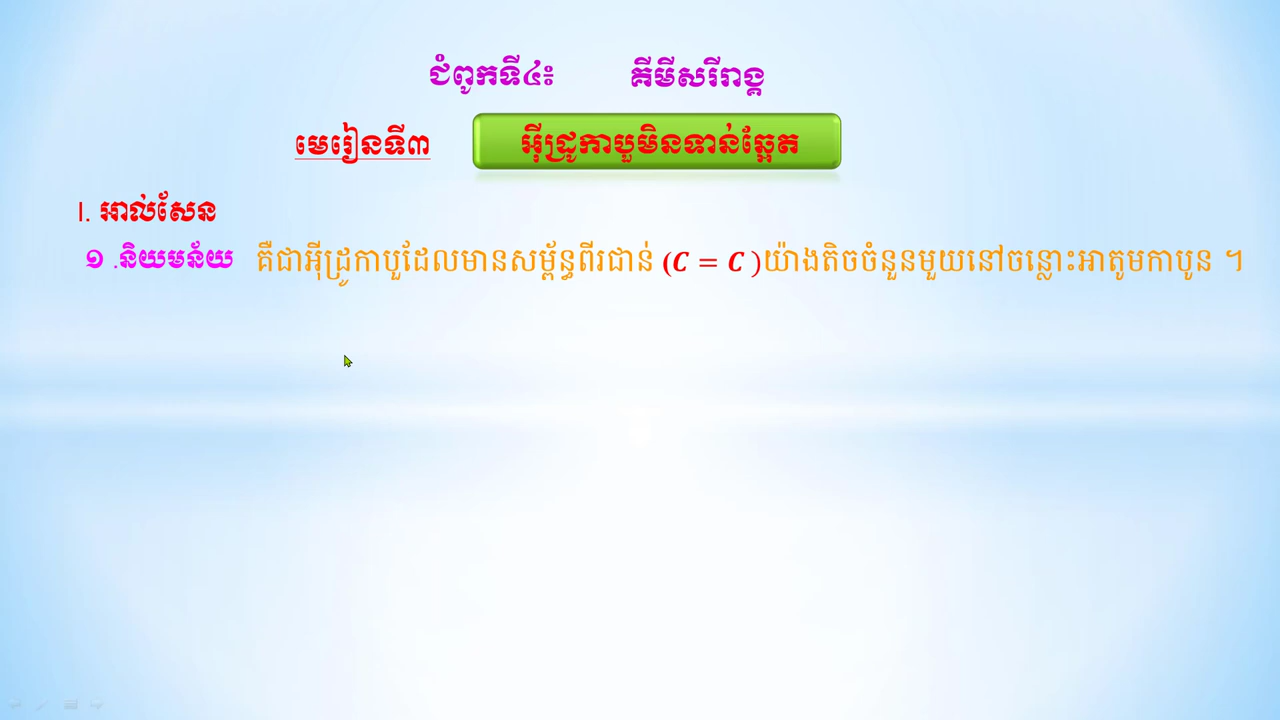 ជំពូកទី៤៖ គីមីសរីរាង្គ
មេរៀនទី៣ អ៊ីដ្រូកាបួមិនទាន់ឆ្អែត
I. អាល់សែន
១ .និយមន័យ គឺជាអ៊ីដ្រូកាបួដែលមានសម្ព័ន្ធពីរជាន់ (C = C )យ៉ាងតិចចំនួនមួយនៅចន្លោះអាតូមកាបូន ។